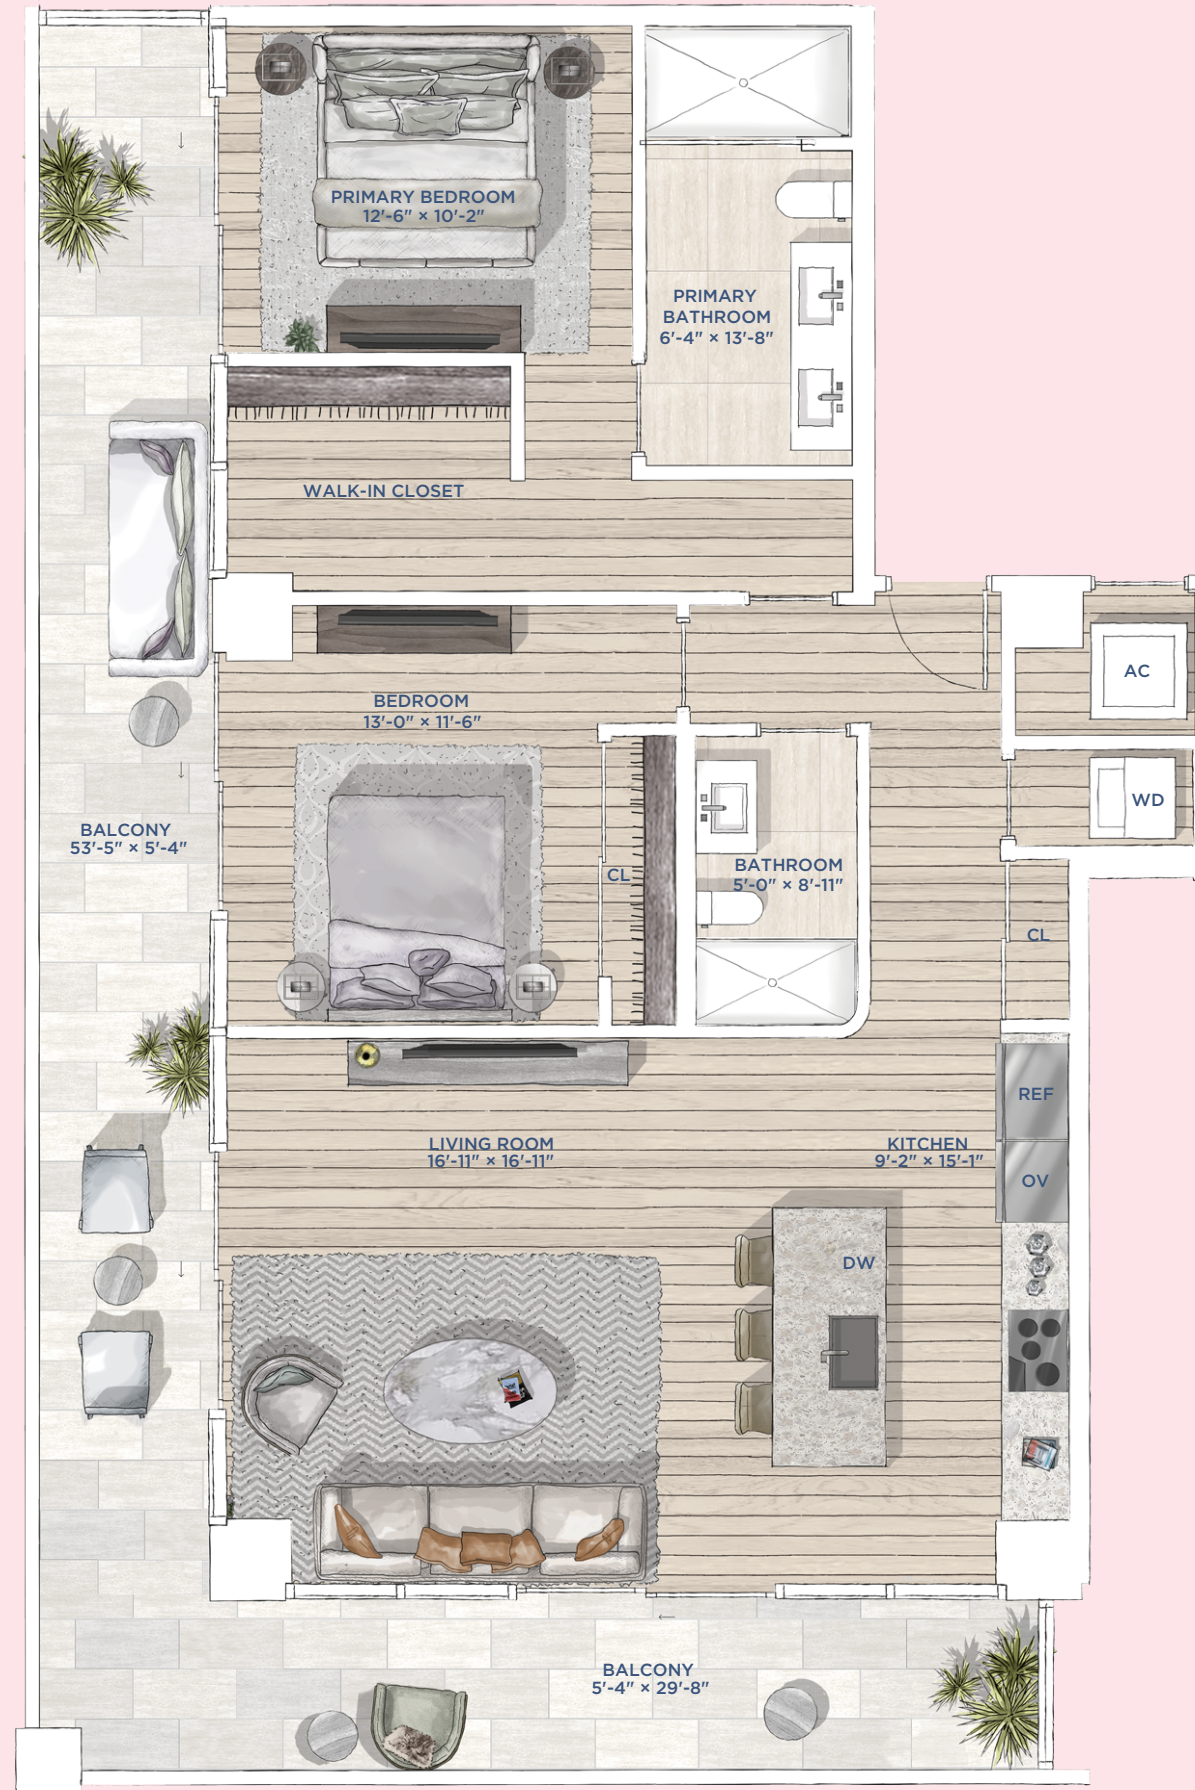 PRIMARY BEDROOM
12'-6" × 10'-2"
PRIMARY
BATHROOM
6'-4" × 13'-8"
WALK-IN CLOSET
AC
BEDROOM
13'-0" × 11'-6"
WD
BALCONY
53'-5" × 5'-4"
CL
BATHROOM
5'-0" × 8'-11"
CL
REF
LIVING ROOM
16'-11" × 16'-11"
KITCHEN
9'-2" × 15'-1"
OV
DW
BALCONY
5'-4" × 29'-8"